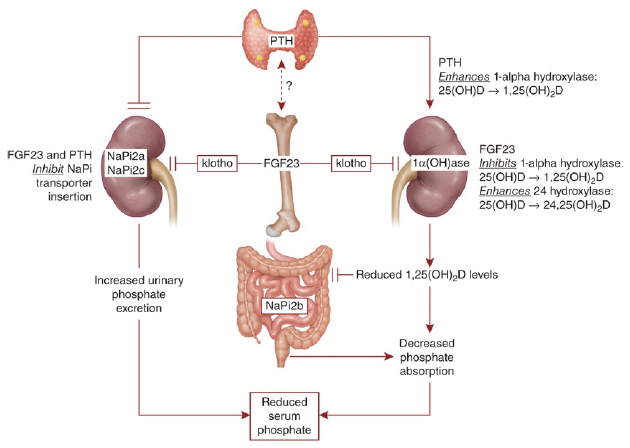 PTH
?
PTH
Enhances 1-alpha hydroxylase:
25(OH)D → 1,25(OH)₂D
FGF23 and PTH
Inhibit NaPi
transporter
insertion
NaPi2a
NaPi2c
klotho
FGF23
klotho
1α(OH)ase
FGF23
Inhibits 1-alpha hydroxylase:
25(OH)D → 1,25(OH)₂D
Enhances 24 hydroxylase:
25(OH)D → 24,25(OH)₂D
Increased urinary
phosphate
excretion
NaPi2b
Reduced 1,25(OH)₂D levels
Decreased
phosphate
absorption
Reduced
serum
phosphate